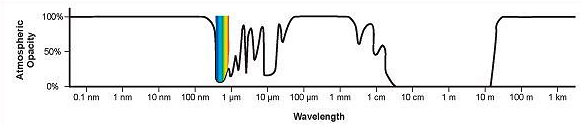 100%
Atmospheric
Opacity
50%
0%
0.1 nm 1 nm 10 nm 100 nm 1 μm 10 μm 100 μm 1 mm 1 cm 10 cm 1 m 10 m 100 m 1 km
Wavelength